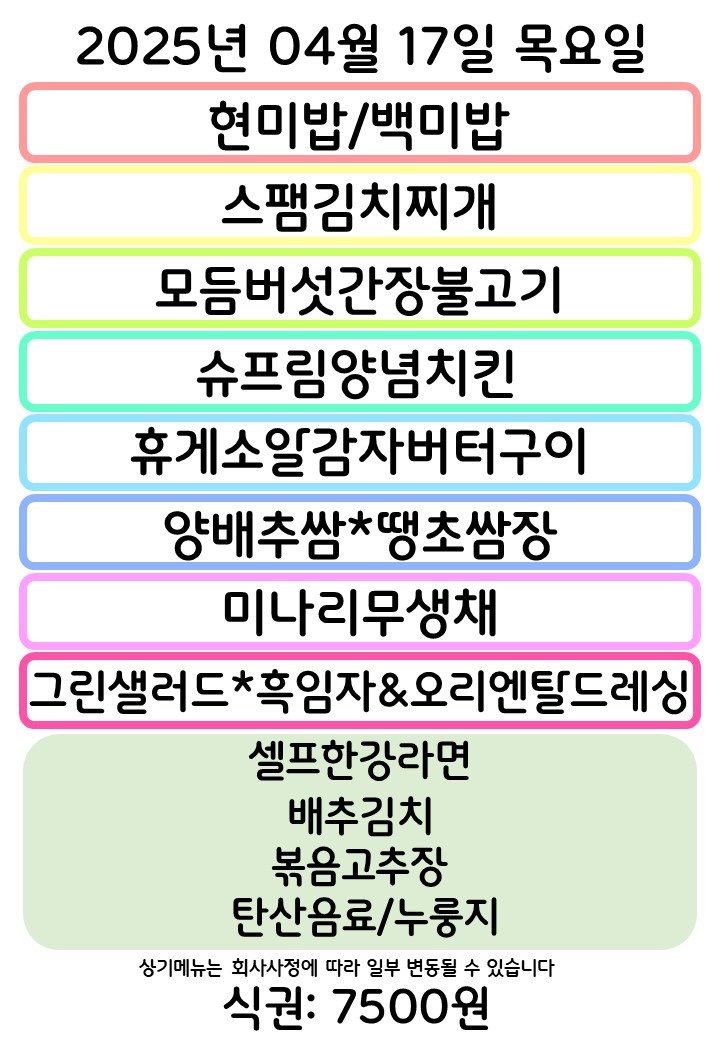 2025년 04월 17일 목요일
현미밥/백미밥
스팸김치찌개
모듬버섯간장불고기
슈프림양념치킨
휴게소알감자버터구이
양배추쌈*땡초쌈장
미나리무생채
그린샐러드*흑임자&오리엔탈드레싱
셀프한강라면
배추김치
볶음고추장
탄산음료/누룽지
상기메뉴는 회사사정에 따라 일부 변동될 수 있습니다
식권: 7500원